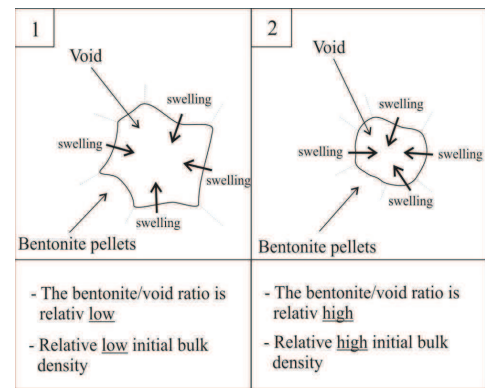 1
Void
swelling
swelling
swelling
swelling
Bentonite pellets
- The bentonite/void ratio is
relativ low
- Relative low initial bulk
density
2
Void
swelling
swelling
swelling
swelling
Bentonite pellets
- The bentonite/void ratio is
relativ high
- Relative high initial bulk
density